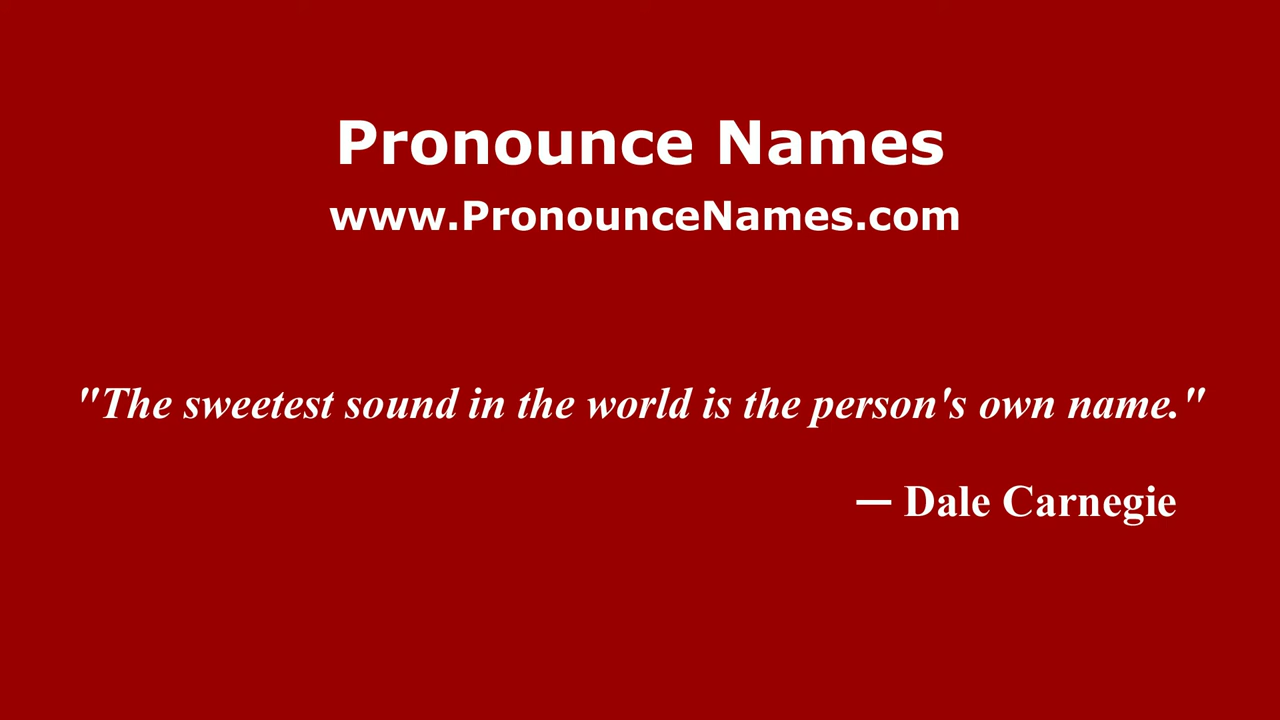 Pronounce Names
www.PronounceNames.com
"The sweetest sound in the world is the person's own name."
— Dale Carnegie